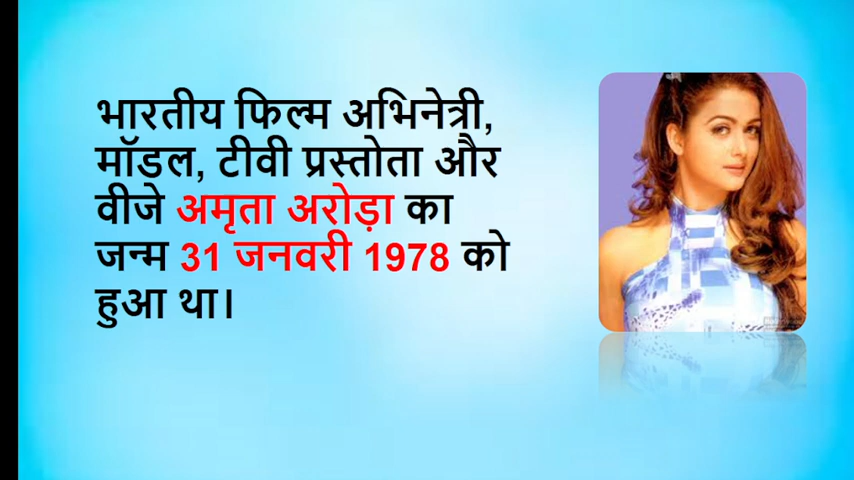 भारतीय फिल्म अभिनेत्री,
मॉडल, टीवी प्रस्तोता और
वीजे अमृता अरोड़ा का
जन्म 31 जनवरी 1978 को
हुआ था।